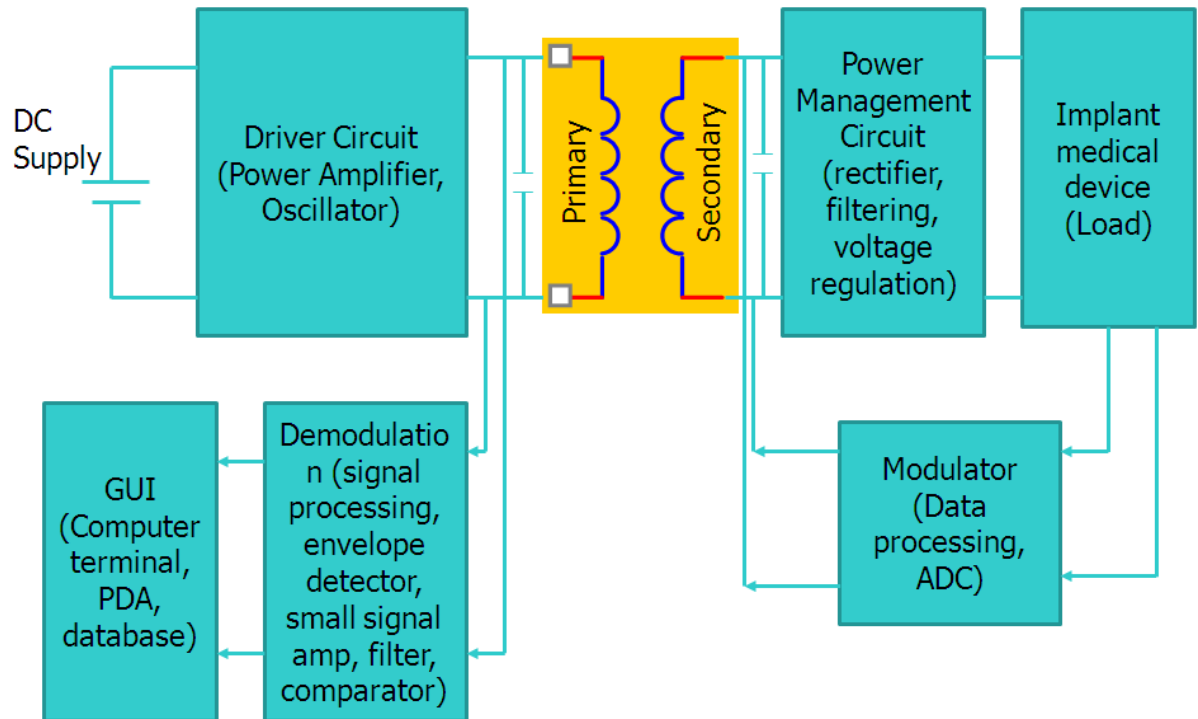 DC
Supply
Driver Circuit
(Power Amplifier,
Oscillator)
Primary
Secondary
Power
Management
Circuit
(rectifier,
filtering,
voltage
regulation)
Implant
medical
device
(Load)
GUI
(Computer
terminal,
PDA,
database)
Demodulatio
n (signal
processing,
envelope
detector,
small signal
amp, filter,
comparator)
Modulator
(Data
processing,
ADC)